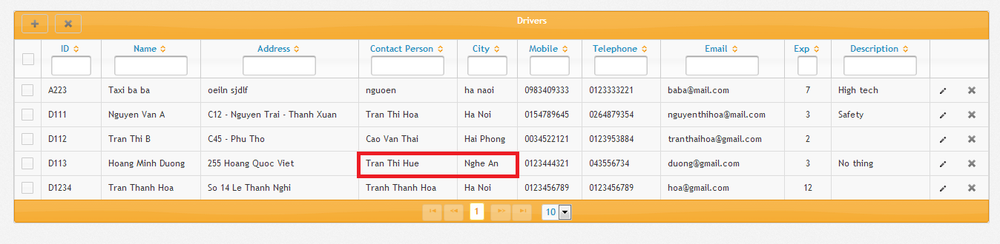 Drivers
ID Name Address Contact Person City Mobile Telephone Email Exp Description
A223 Taxi ba ba oeiln sjdlf nguoen ha naoi 0983409333 0123333221 baba@mail.com 7 High tech
D111 Nguyen Van A C12 - Nguyen Trai - Thanh Xuan Tran Thi Hoa Ha Noi 0154789645 0264879354 nguyenthihoa@mail.com 3 Safety
D112 Tran Thi B C45 - Phu Tho Cao Van Thai Hai Phong 0034522121 0123953884 tranthaihoa@gmail.com 2
D113 Hoang Minh Duong 255 Hoang Quoc Viet Tran Thi Hue Nghe An 0123444321 043556734 duong@gmail.com 3 No thing
D1234 Tran Thanh Hoa So 14 Le Thanh Nghi Tranh Thanh Hoa Ha Noi 0123456789 0123456789 hoa@gmail.com 12
1 10